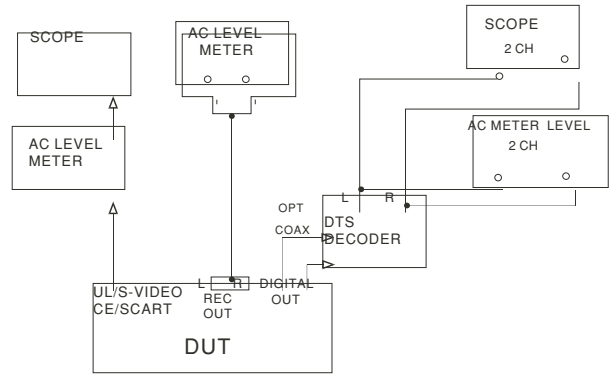 SCOPE
AC LEVEL
METER
SCOPE
2 CH
AC LEVEL
METER
AC METER LEVEL
2 CH
L R
OPT
COAX
DTS
DECODER
UL/S-VIDEO
CE/SCART
L R
REC
OUT
DIGITAL
OUT
DUT